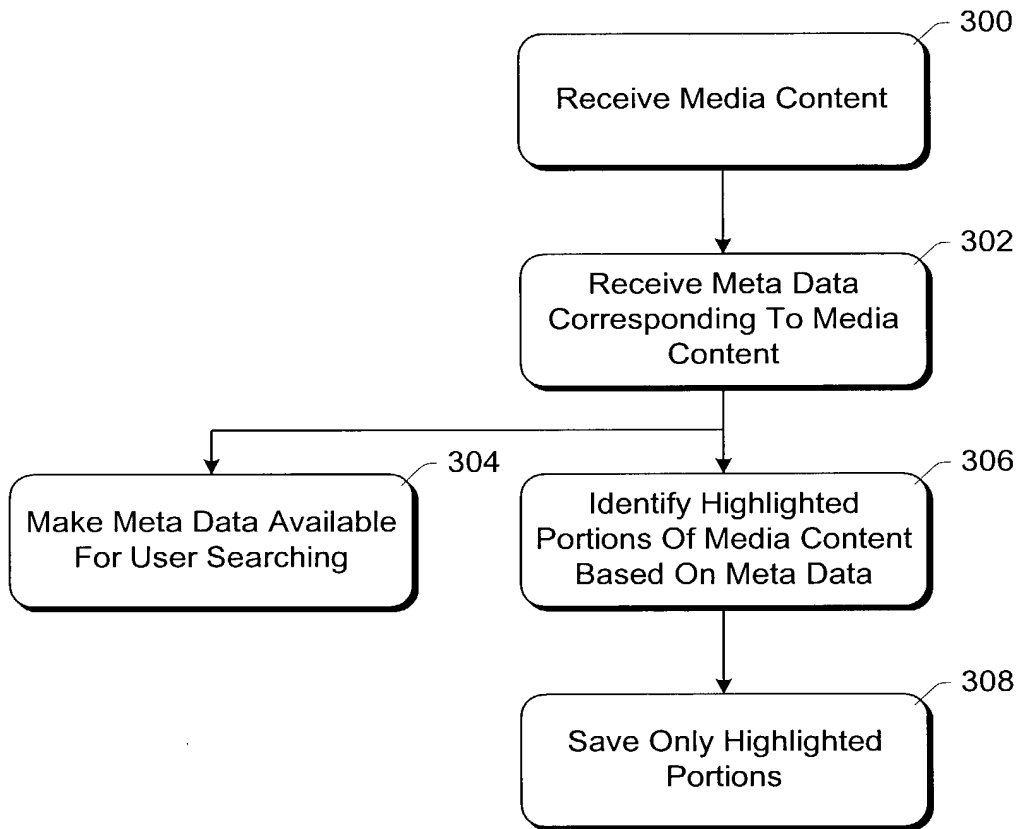 300
Receive Media Content
302
Receive Meta Data
Corresponding To Media
Content
304
Make Meta Data Available
For User Searching
306
Identify Highlighted
Portions Of Media Content
Based On Meta Data
308
Save Only Highlighted
Portions